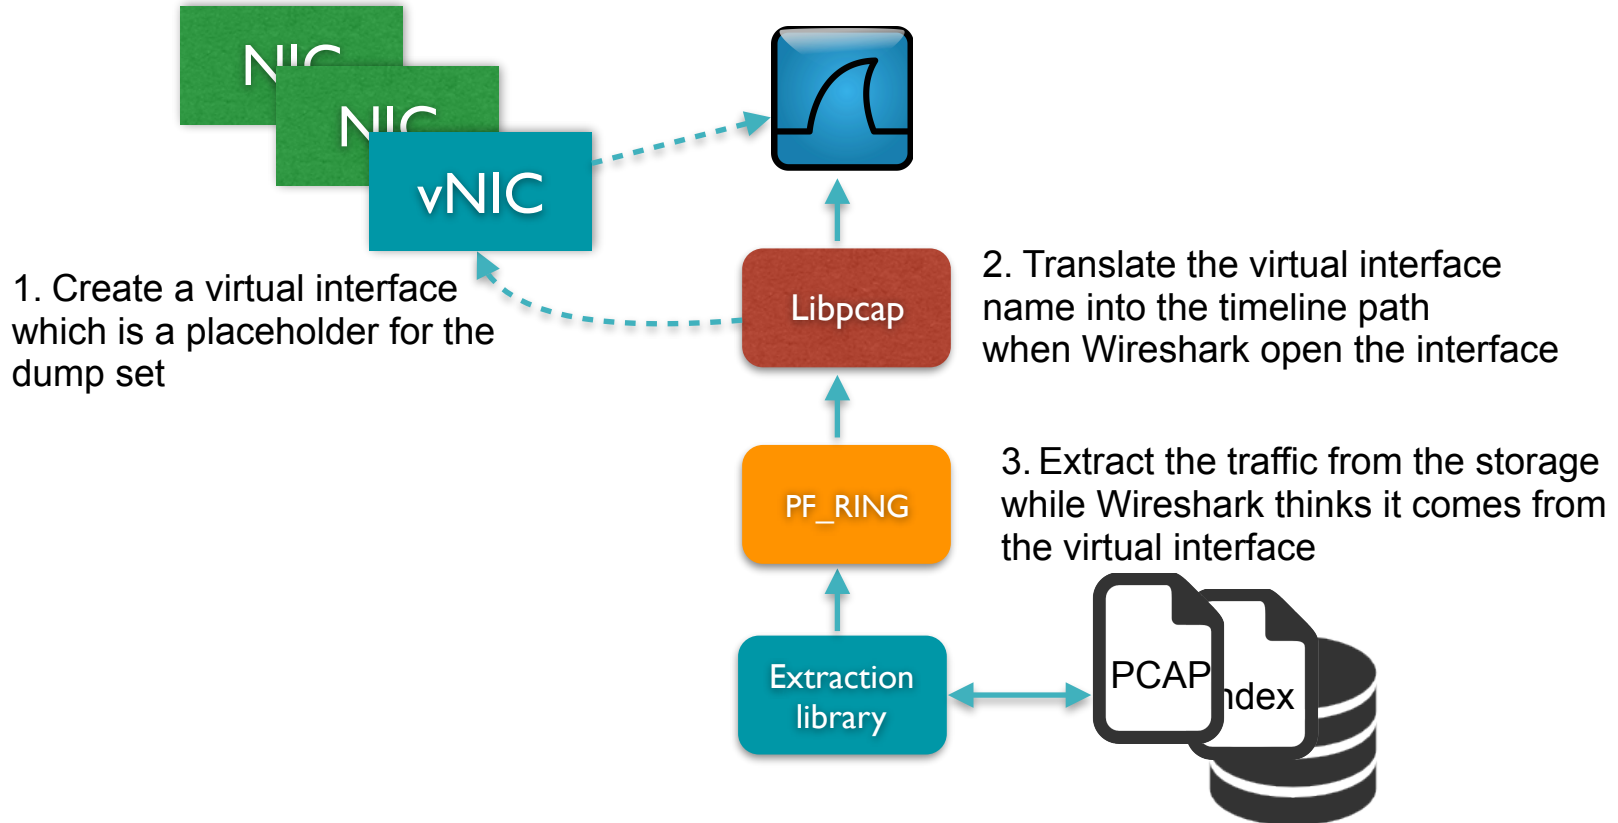 NIC
NIC
vNIC
1. Create a virtual interface
which is a placeholder for the
dump set
Libpcap
2. Translate the virtual interface
name into the timeline path
when Wireshark open the interface
PF_RING
3. Extract the traffic from the storage
while Wireshark thinks it comes from
the virtual interface
Extraction
library
PCAP
Index